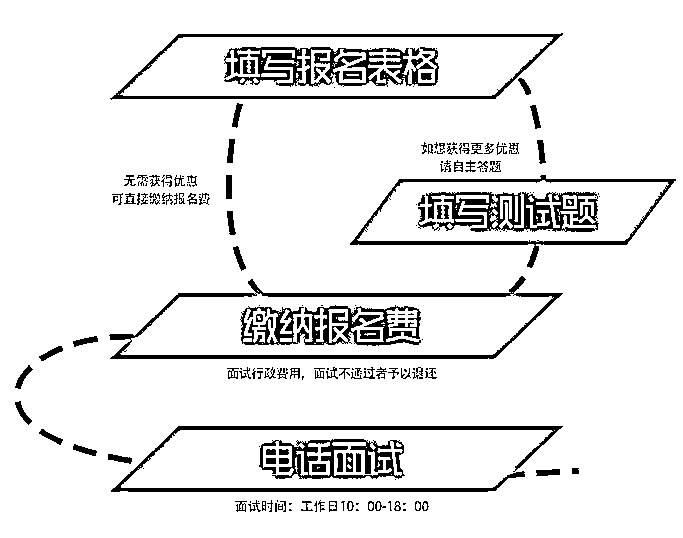 填写报名表格
如想获得更多优惠
请自主答题
无需获得优惠
可直接缴纳报名费
填写测试题
缴纳报名费
面试行政费用，面试不通过者予以退还
电话面试
面试时间：工作日10：00-18：00